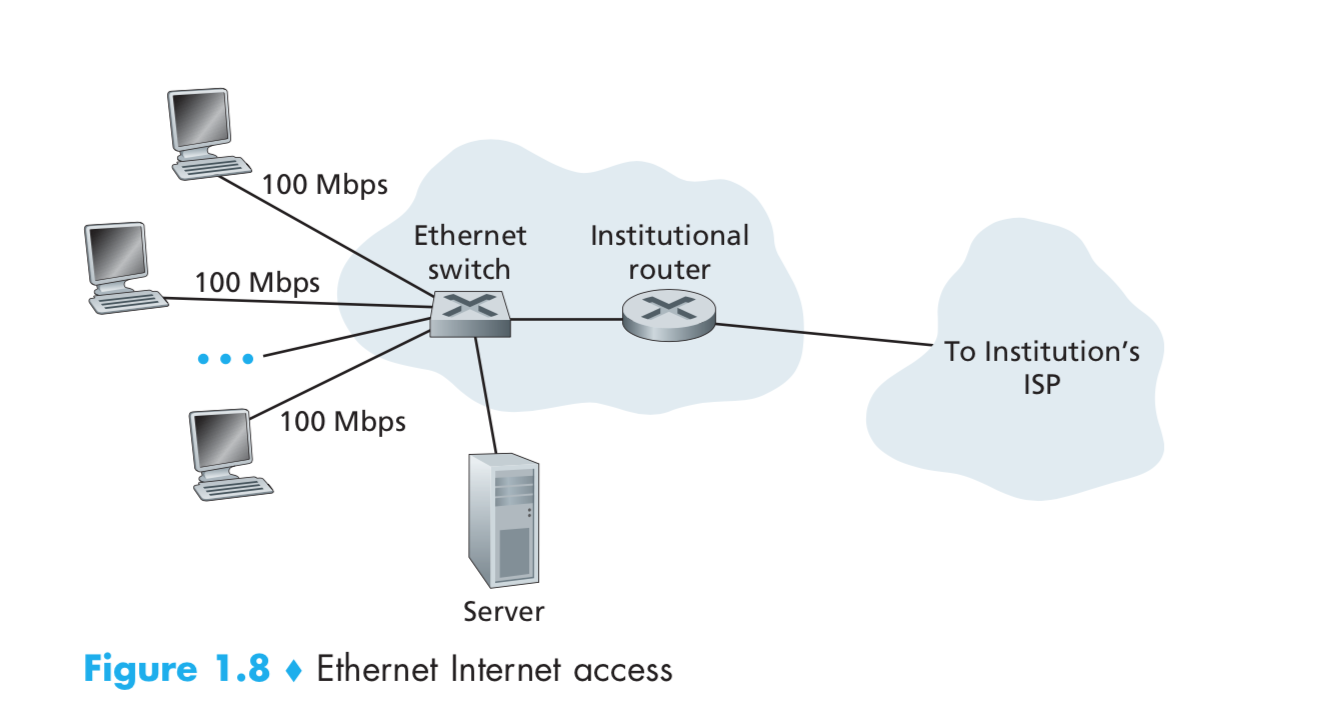 100 Mbps
Ethernet
switch
Institutional
router
100 Mbps
To Institution's
ISP
100 Mbps
Server
Figure 1.8 ♦ Ethernet Internet access